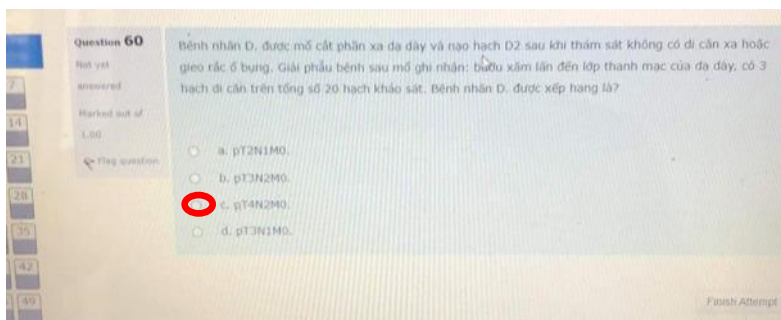 Question 60
Not yet
answered
Marked out of
1.00
Flag question
Bệnh nhân D. được mổ cắt phần xa dạ dày và nạo hạch D2 sau khi thám sát không có di căn xa hoặc
gieo rắc ổ bụng. Giải phẫu bệnh sau mổ ghi nhận: bướu xâm lấn đến lớp thanh mạc của dạ dày, có 3
hạch di căn trên tổng số 20 hạch khảo sát. Bệnh nhân D. được xếp hạng là?
a. pT2N1M0.
b. pT3N2M0.
c. pT4N2M0.
d. pT3N1M0.
7
14
21
28
35
42
49
Finish Attempt